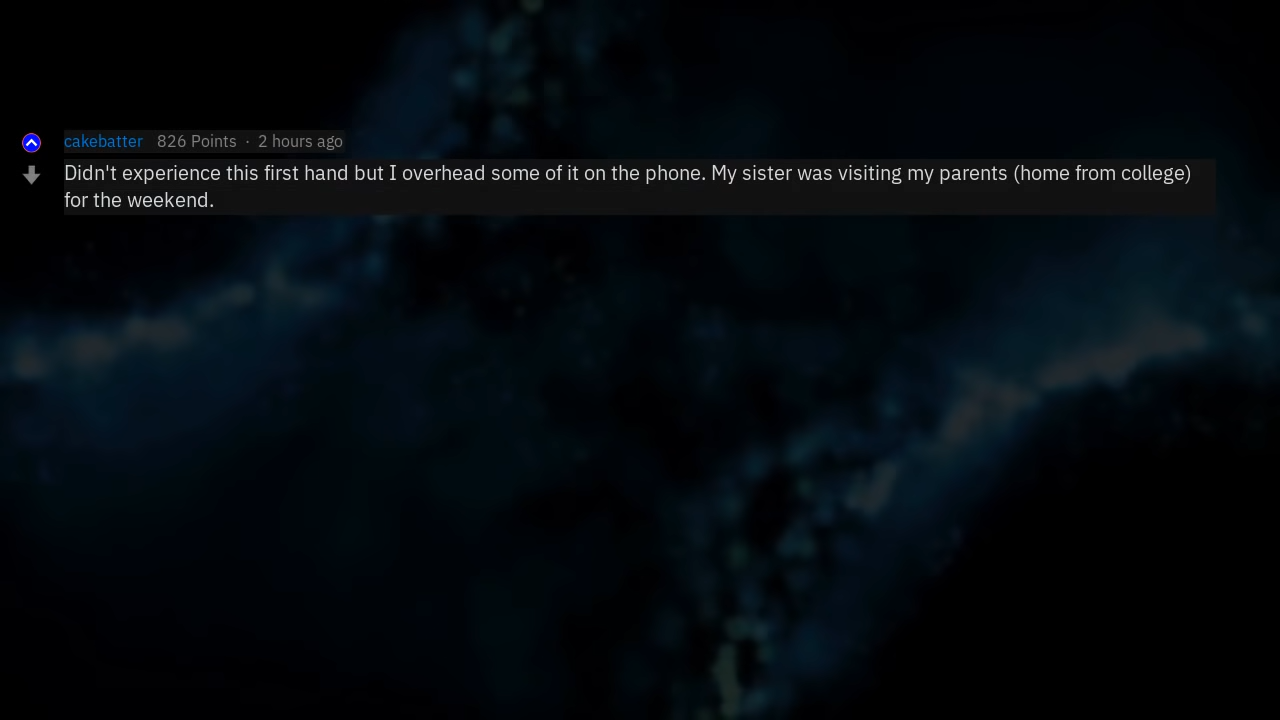 cakebatter 826 Points · 2 hours ago
Didn't experience this first hand but I overhead some of it on the phone. My sister was visiting my parents (home from college)
for the weekend.